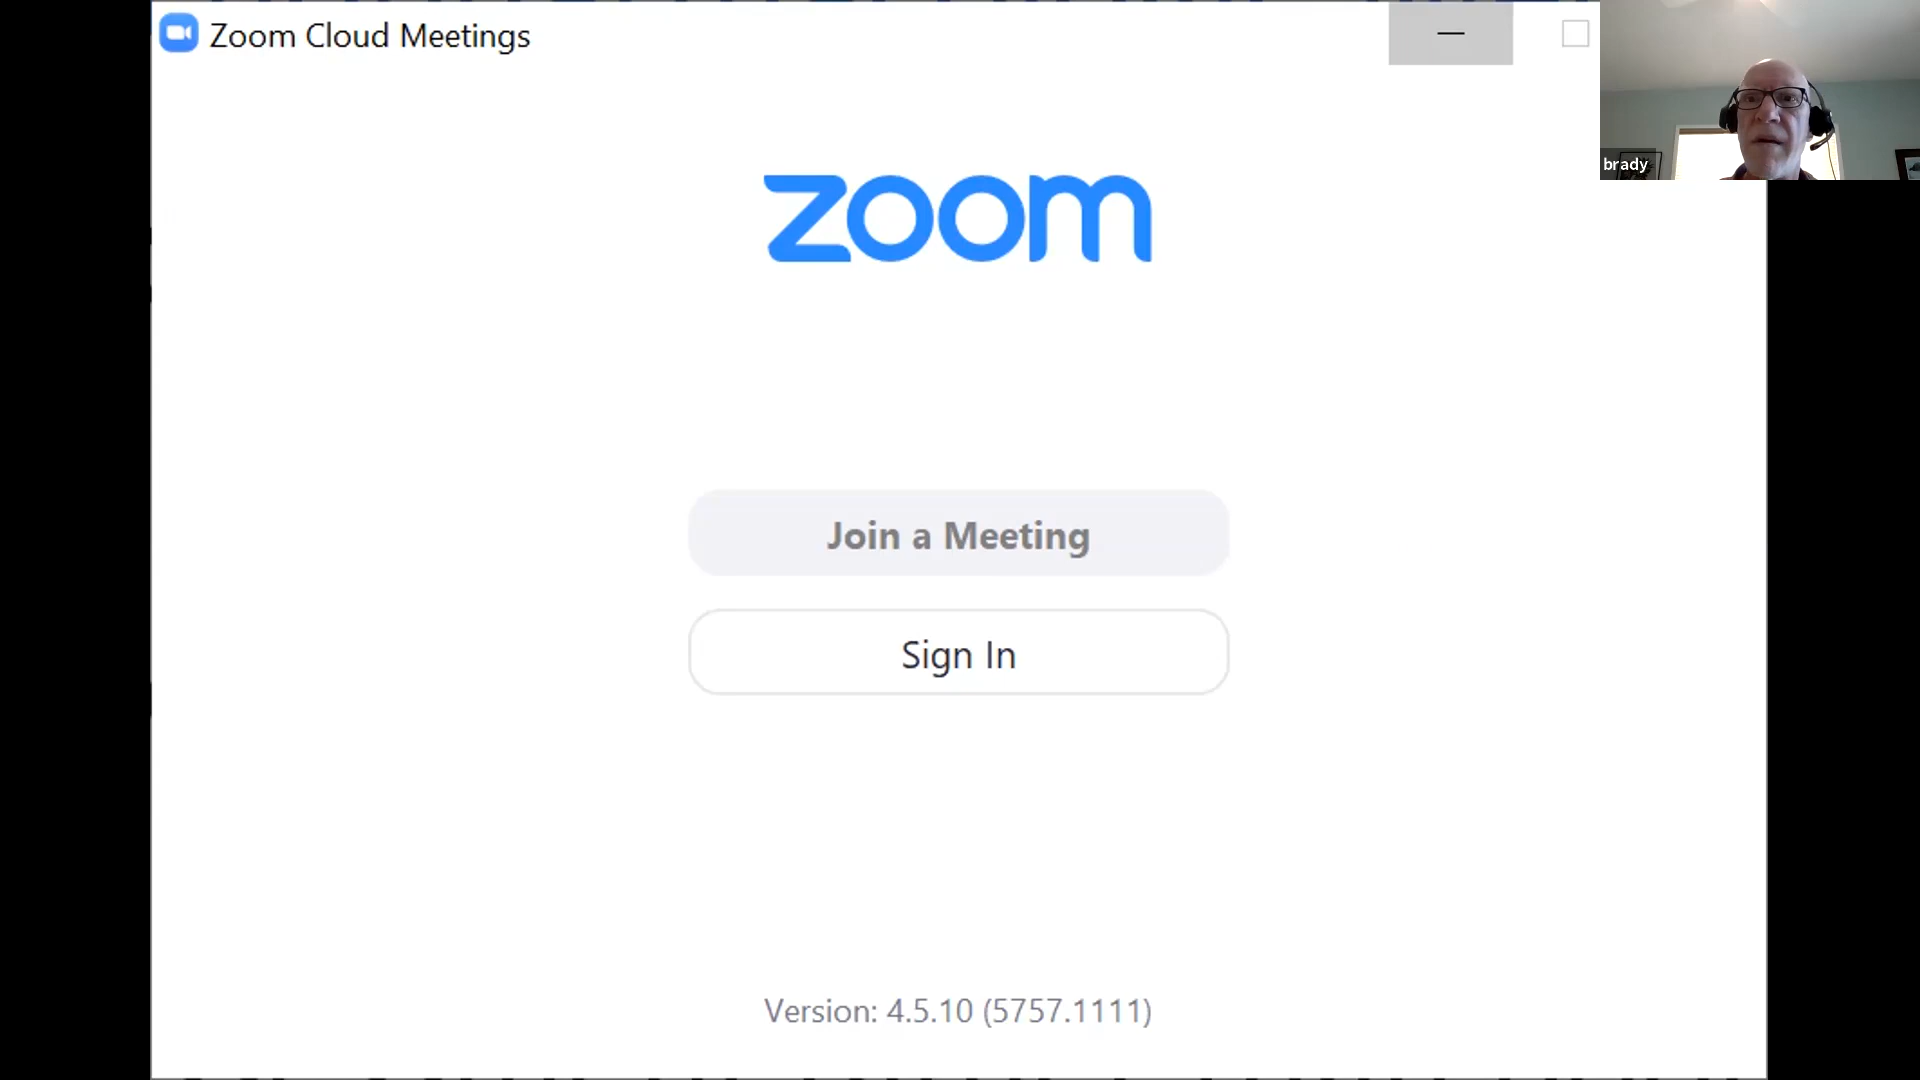 Zoom Cloud Meetings
brady
zoom
Join a Meeting
Sign In
Version: 4.5.10 (5757.1111)